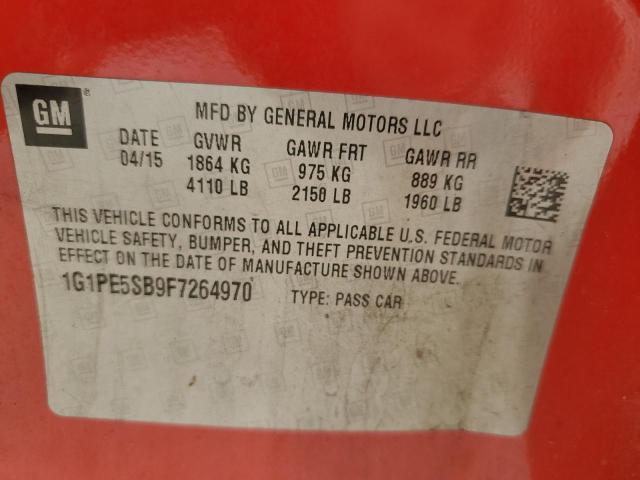 GM ®
MFD BY GENERAL MOTORS LLC
DATE GVWR GAWR FRT GAWR RR
04/15 1864 KG 975 KG 889 KG
4110 LB 2150 LB 1960 LB
THIS VEHICLE CONFORMS TO ALL APPLICABLE U.S. FEDERAL MOTOR
VEHICLE SAFETY, BUMPER, AND THEFT PREVENTION STANDARDS IN
EFFECT ON THE DATE OF MANUFACTURE SHOWN ABOVE.
1G1PE5SB9F7264970 TYPE: PASS CAR